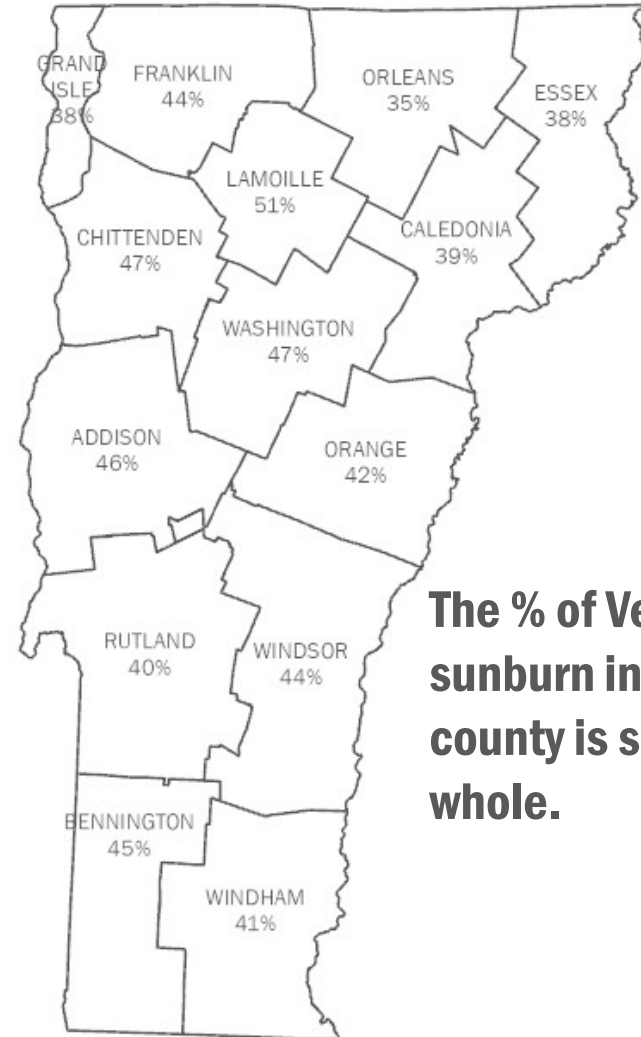 GRAND
ISLE
38%
FRANKLIN
44%
ORLEANS
35%
ESSEX
38%
LAMOILLE
51%
CHITTENDEN
47%
CALEDONIA
39%
WASHINGTON
47%
ADDISON
46%
ORANGE
42%
RUTLAND
40%
WINDSOR
44%
BENNINGTON
45%
WINDHAM
41%
The % of Ve
sunburn in
county is s
whole.